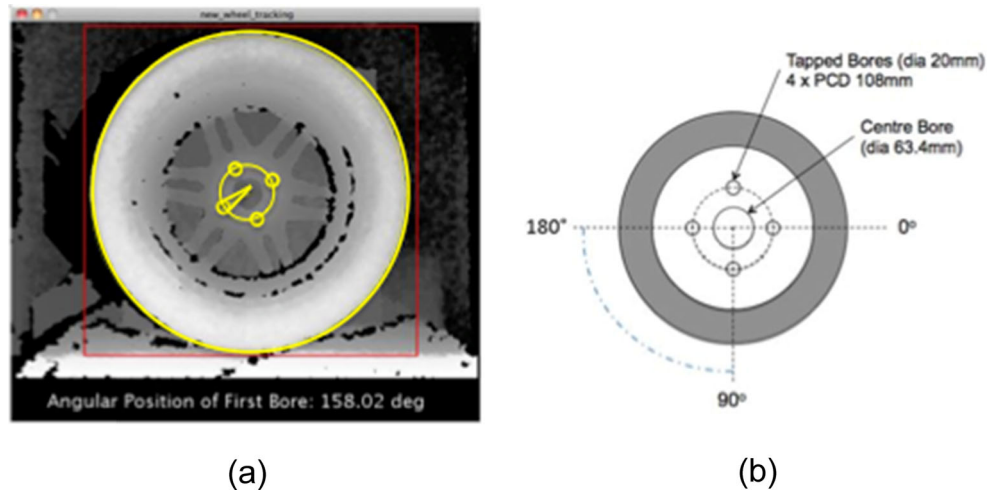 new_wheel_tracking
Angular Position of First Bore: 158.02 deg
(a)
Tapped Bores (dia 20mm)
4 x PCD 108mm
Centre Bore
(dia 63.4mm)
180°
0°
90°
(b)